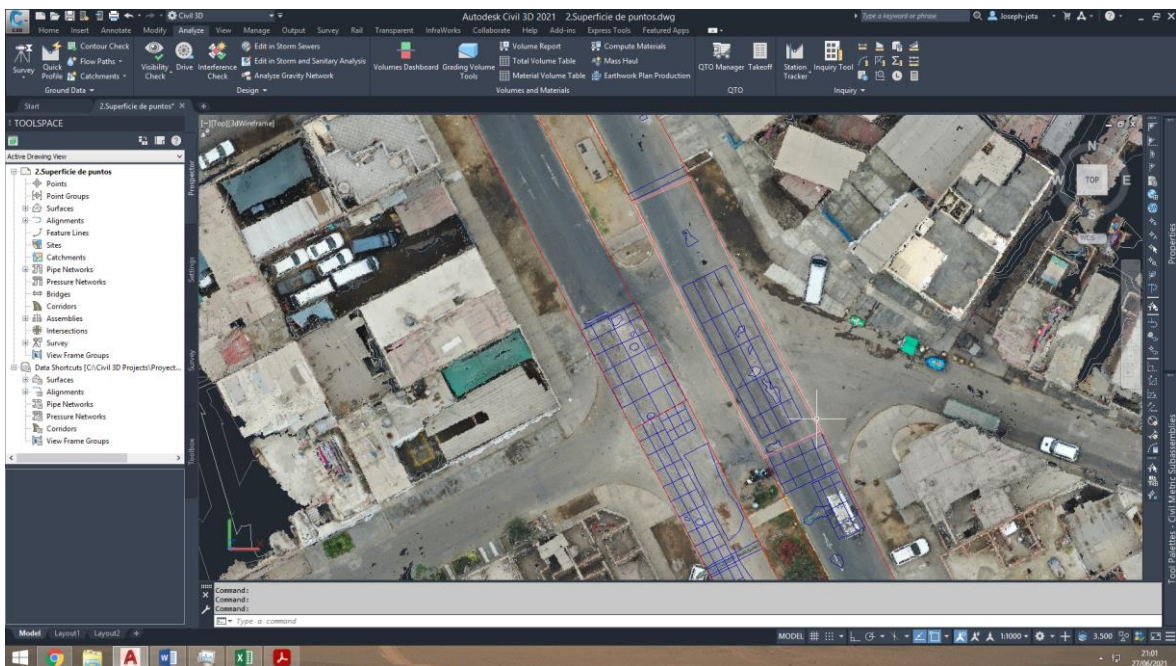 Civil 3D
Autodesk Civil 3D 2021 2.Superficie de puntos.dwg
Type a keyword or phrase
Joseph-jota
Home Insert Annotate Modify Analyze View Manage Output Survey Rail Transparent InfraWorks Collaborate Help Add-ins Express Tools Featured Apps
Survey
Quick Profile
Contour Check
Flow Paths
Catchments
Visibility Check
Drive
Interference Check
Edit in Storm Sewers
Edit in Storm and Sanitary Analysis
Analyze Gravity Network
Volumes Dashboard
Grading Volume Tools
Volume Report
Total Volume Table
Material Volume Table
Compute Materials
Mass Haul
Earthwork Plan Production
QTO Manager
Takeoff
Station Tracker
Inquiry Tool
Ground Data
Design
Volumes and Materials
QTO
Inquiry
Start
2.Superficie de puntos*
TOOLSPACE
[-][Top][3dWireframe]
Active Drawing View
2.Superficie de puntos
Points
Point Groups
Surfaces
Alignments
Feature Lines
Sites
Catchments
Pipe Networks
Pressure Networks
Bridges
Corridors
Assemblies
Intersections
Survey
View Frame Groups
Data Shortcuts [C:\Civil 3D Projects\Proyect...
Surfaces
Alignments
Pipe Networks
Pressure Networks
Corridors
View Frame Groups
Prospector
Settings
Survey
Toolbox
N
W
TOP
E
S
WCS
Properties
Tool Palettes - Civil Metric Subassemblies
Command:
Command:
Command:
Type a command
Model Layout1 Layout2 +
MODEL
1:1000
3.500
21:01
27/06/2021